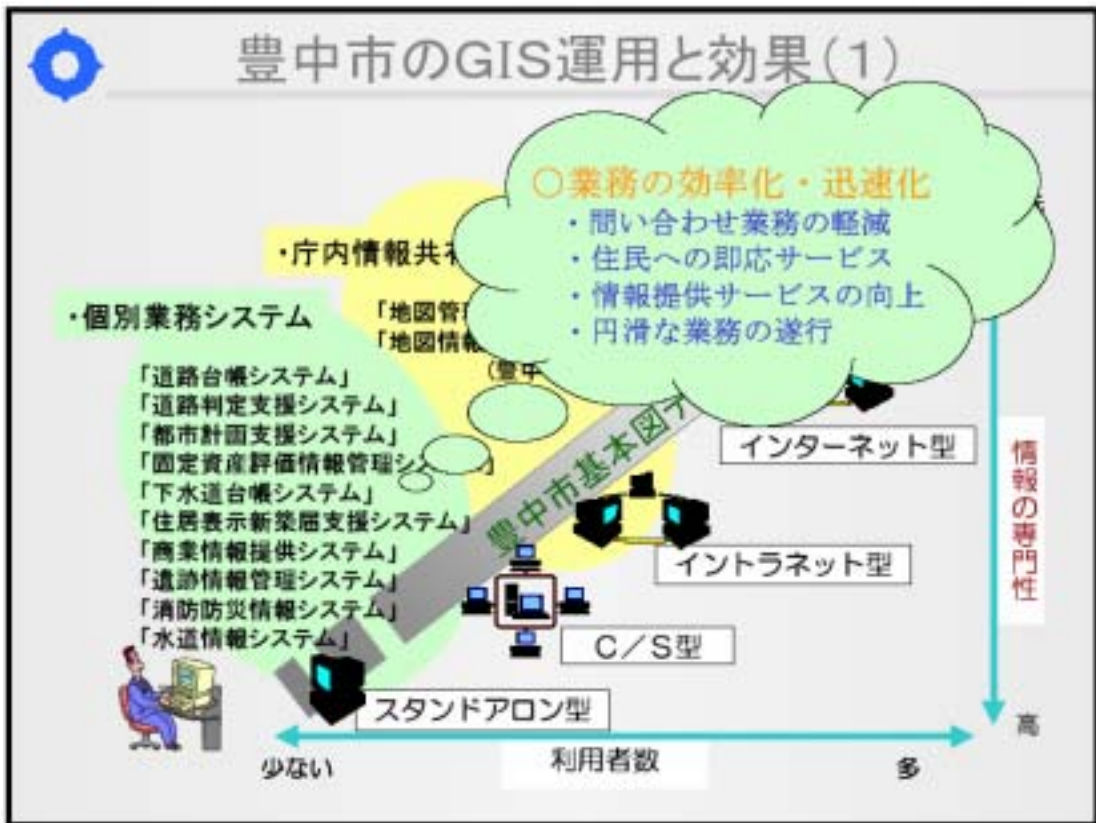 豊中市のGIS運用と効果(1)
○業務の効率化・迅速化
・問い合わせ業務の軽減
・住民への即応サービス
・情報提供サービスの向上
・円滑な業務の遂行
・庁内情報共有
「地図管
「地図情報
(豊中
・個別業務システム
「道路台帳システム」
「道路判定支援システム」
「都市計画支援システム」
「固定資産評価情報管理シ
「下水道台帳システム」
「住居表示新築届支援システム」
「商業情報提供システム」
「遺跡情報管理システム」
「消防防災情報システム」
「水道情報システム」
豊中市基本図デ
インターネット型
イントラネット型
C/S型
スタンドアロン型
情報の専門性
高
少ない
利用者数
多